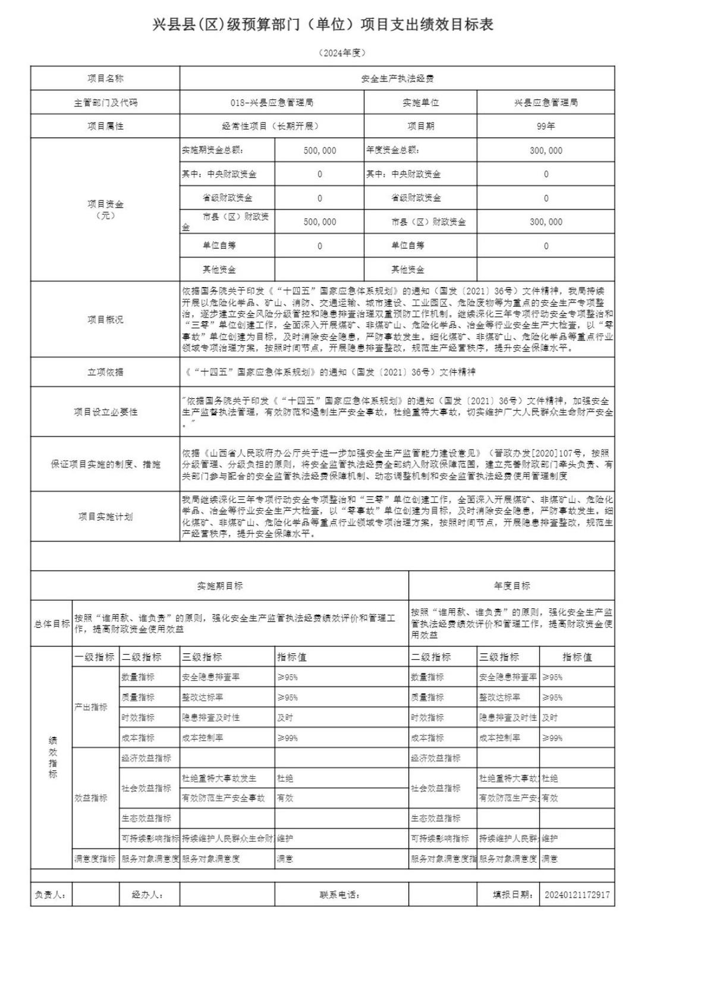 兴县县(区)级预算部门（单位）项目支出绩效目标表
（2024年度）
项目名称 安全生产执法经费
主管部门及代码 018-兴县应急管理局 实施单位 兴县应急管理局
项目属性 经常性项目（长期开展） 项目期 99年
项目资金
（元）
实施期资金总额： 500,000 年度资金总额： 300,000
其中：中央财政资金 0 其中：中央财政资金 0
省级财政资金 0 省级财政资金 0
市县（区）财政资
金 500,000 市县（区）财政资金 300,000
单位自筹 0 单位自筹 0
其他资金 其他资金
项目概况
依据国务院关于印发《“十四五”国家应急体系规划》的通知（国发〔2021〕36号）文件精神，我局持续
开展以危险化学品、矿山、消防、交通运输、城市建设、工业园区、危险废物等为重点的安全生产专项整
治，逐步建立安全风险分级管控和隐患排查治理双重预防工作机制。继续深化三年专项行动安全专项整治和
“三零”单位创建工作，全面深入开展煤矿、非煤矿山、危险化学品、冶金等行业安全生产大检查，以“零
事故”单位创建为目标，及时消除安全隐患，严防事故发生。细化煤矿、非煤矿山、危险化学品等重点行业
领域专项治理方案，按照时间节点，开展隐患排查整改，规范生产经营秩序，提升安全保障水平。
立项依据 《“十四五”国家应急体系规划》的通知（国发〔2021〕36号）文件精神
项目设立必要性
"依据国务院关于印发《“十四五”国家应急体系规划》的通知（国发〔2021〕36号）文件精神，加强安全
生产监督执法管理，有效防范和遏制生产安全事故，杜绝重特大事故，切实维护广大人民群众生命财产安全
。"
保证项目实施的制度、措施
依据《山西省人民政府办公厅关于进一步加强安全生产监管能力建设意见》（晋政办发[2020]107号，按照
分级管理、分级负担的原则，将安全监管执法经费全部纳入财政保障范围，建立完善财政部门牵头负责、有
关部门参与配合的安全监管执法经费保障机制、动态调整机制和安全监管执法经费使用管理制度
项目实施计划
我局继续深化三年专项行动安全专项整治和“三零”单位创建工作，全面深入开展煤矿、非煤矿山、危险化
学品、冶金等行业安全生产大检查，以“零事故”单位创建为目标，及时消除安全隐患，严防事故发生。细
化煤矿、非煤矿山、危险化学品等重点行业领域专项治理方案，按照时间节点，开展隐患排查整改，规范生
产经营秩序，提升安全保障水平。
实施期目标 年度目标
总体目标
按照“谁用款、谁负责”的原则，强化安全生产监管执法经费绩效评价和管理工
作，提高财政资金使用效益
按照“谁用款、谁负责”的原则，强化安全生产监
管执法经费绩效评价和管理工作，提高财政资金使
用效益
绩
效
指
标
一级指标 二级指标 三级指标 指标值 二级指标 三级指标 指标值
产出指标
数量指标 安全隐患排查率 ≥95% 数量指标 安全隐患排查率 ≥95%
质量指标 整改达标率 ≥95% 质量指标 整改达标率 ≥95%
时效指标 隐患排查及时性 及时 时效指标 隐患排查及时性 及时
成本指标 成本控制率 ≥99% 成本指标 成本控制率 ≥99%
效益指标
经济效益指标 经济效益指标
社会效益指标 杜绝重特大事故发生 杜绝 社会效益指标 杜绝重特大事故 杜绝
有效防范生产安全事故 有效 有效防范生产安 有效
生态效益指标 生态效益指标
可持续影响指标 持续维护人民群众生命财 维护 可持续影响指标 持续维护人民群 维护
满意度指标 服务对象满意度 服务对象满意度 满意 服务对象满意度指 服务对象满意度 满意
负责人： 经办人： 联系电话： 填报日期： 20240121172917